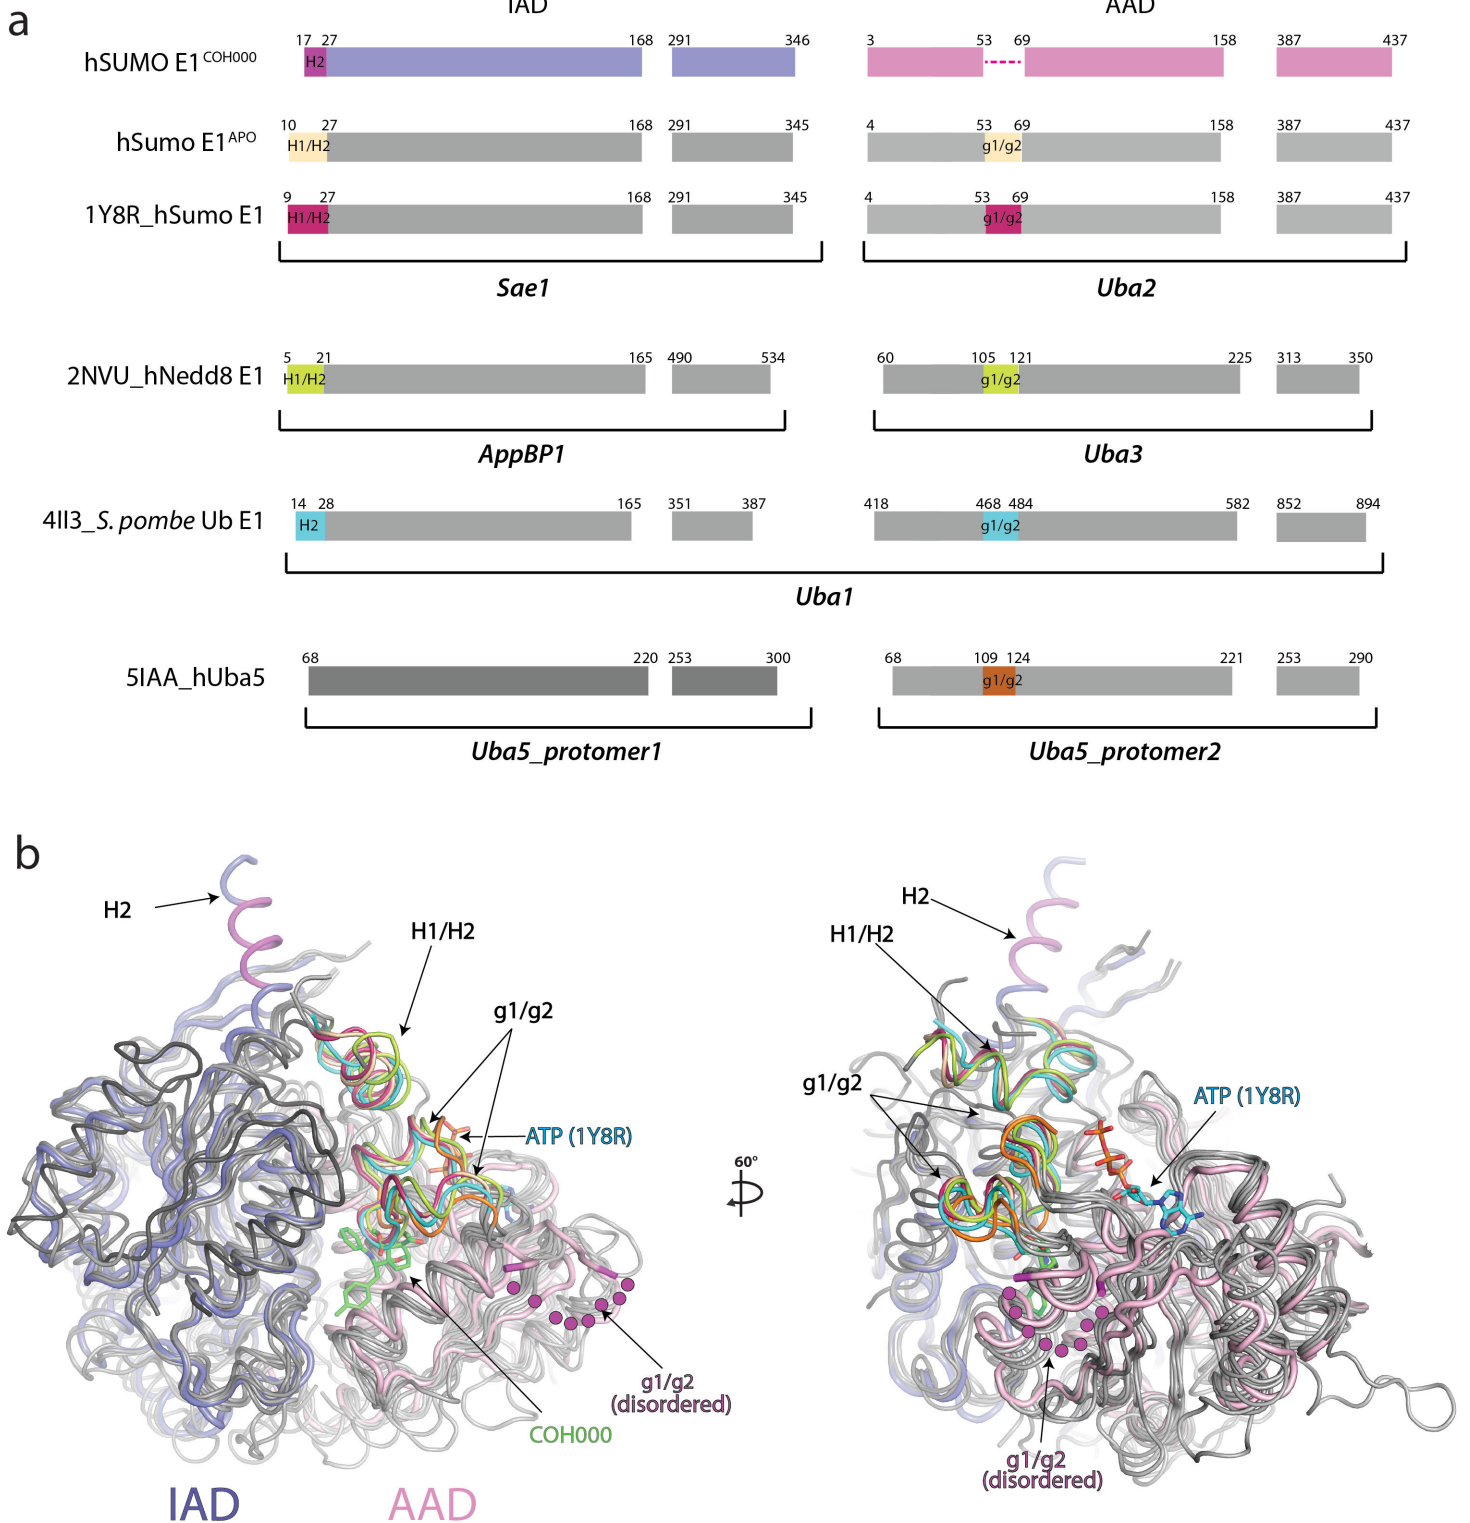 a
IAD AAD
hSUMO E1 COH000 17 27 168 291 346 3 53 69 158 387 437
H2
hSumo E1 APO 10 27 168 291 345 4 53 69 158 387 437
H1/H2 g1/g2
1Y8R_hSumo E1 9 27 168 291 345 4 53 69 158 387 437
H1/H2 g1/g2
Sae1 Uba2
2NVU_hNedd8 E1 5 21 165 490 534 60 105 121 225 313 350
H1/H2 g1/g2
AppBP1 Uba3
4II3_S. pombe Ub E1 14 28 165 351 387 418 468 484 582 852 894
H2 g1/g2
Uba1
5IAA_hUba5 68 220 253 300 68 109 124 221 253 290
g1/g2
Uba5_protomer1 Uba5_protomer2
b
H2
H1/H2
g1/g2
ATP (1Y8R)
g1/g2
(disordered)
COH000
IAD AAD
60°
H2
H1/H2
g1/g2
ATP (1Y8R)
g1/g2
(disordered)